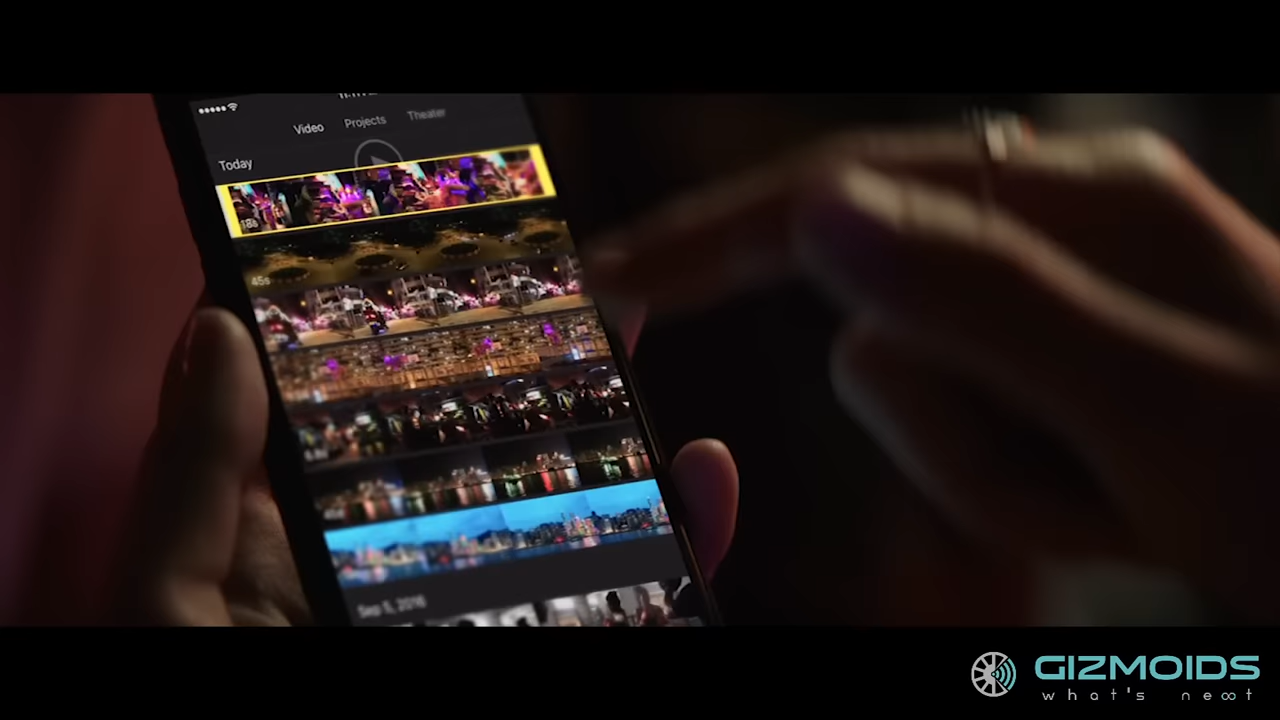 Video Projects Theater
Today
18s
45s
Sep 5, 2016
GIZMOIDS
what's next